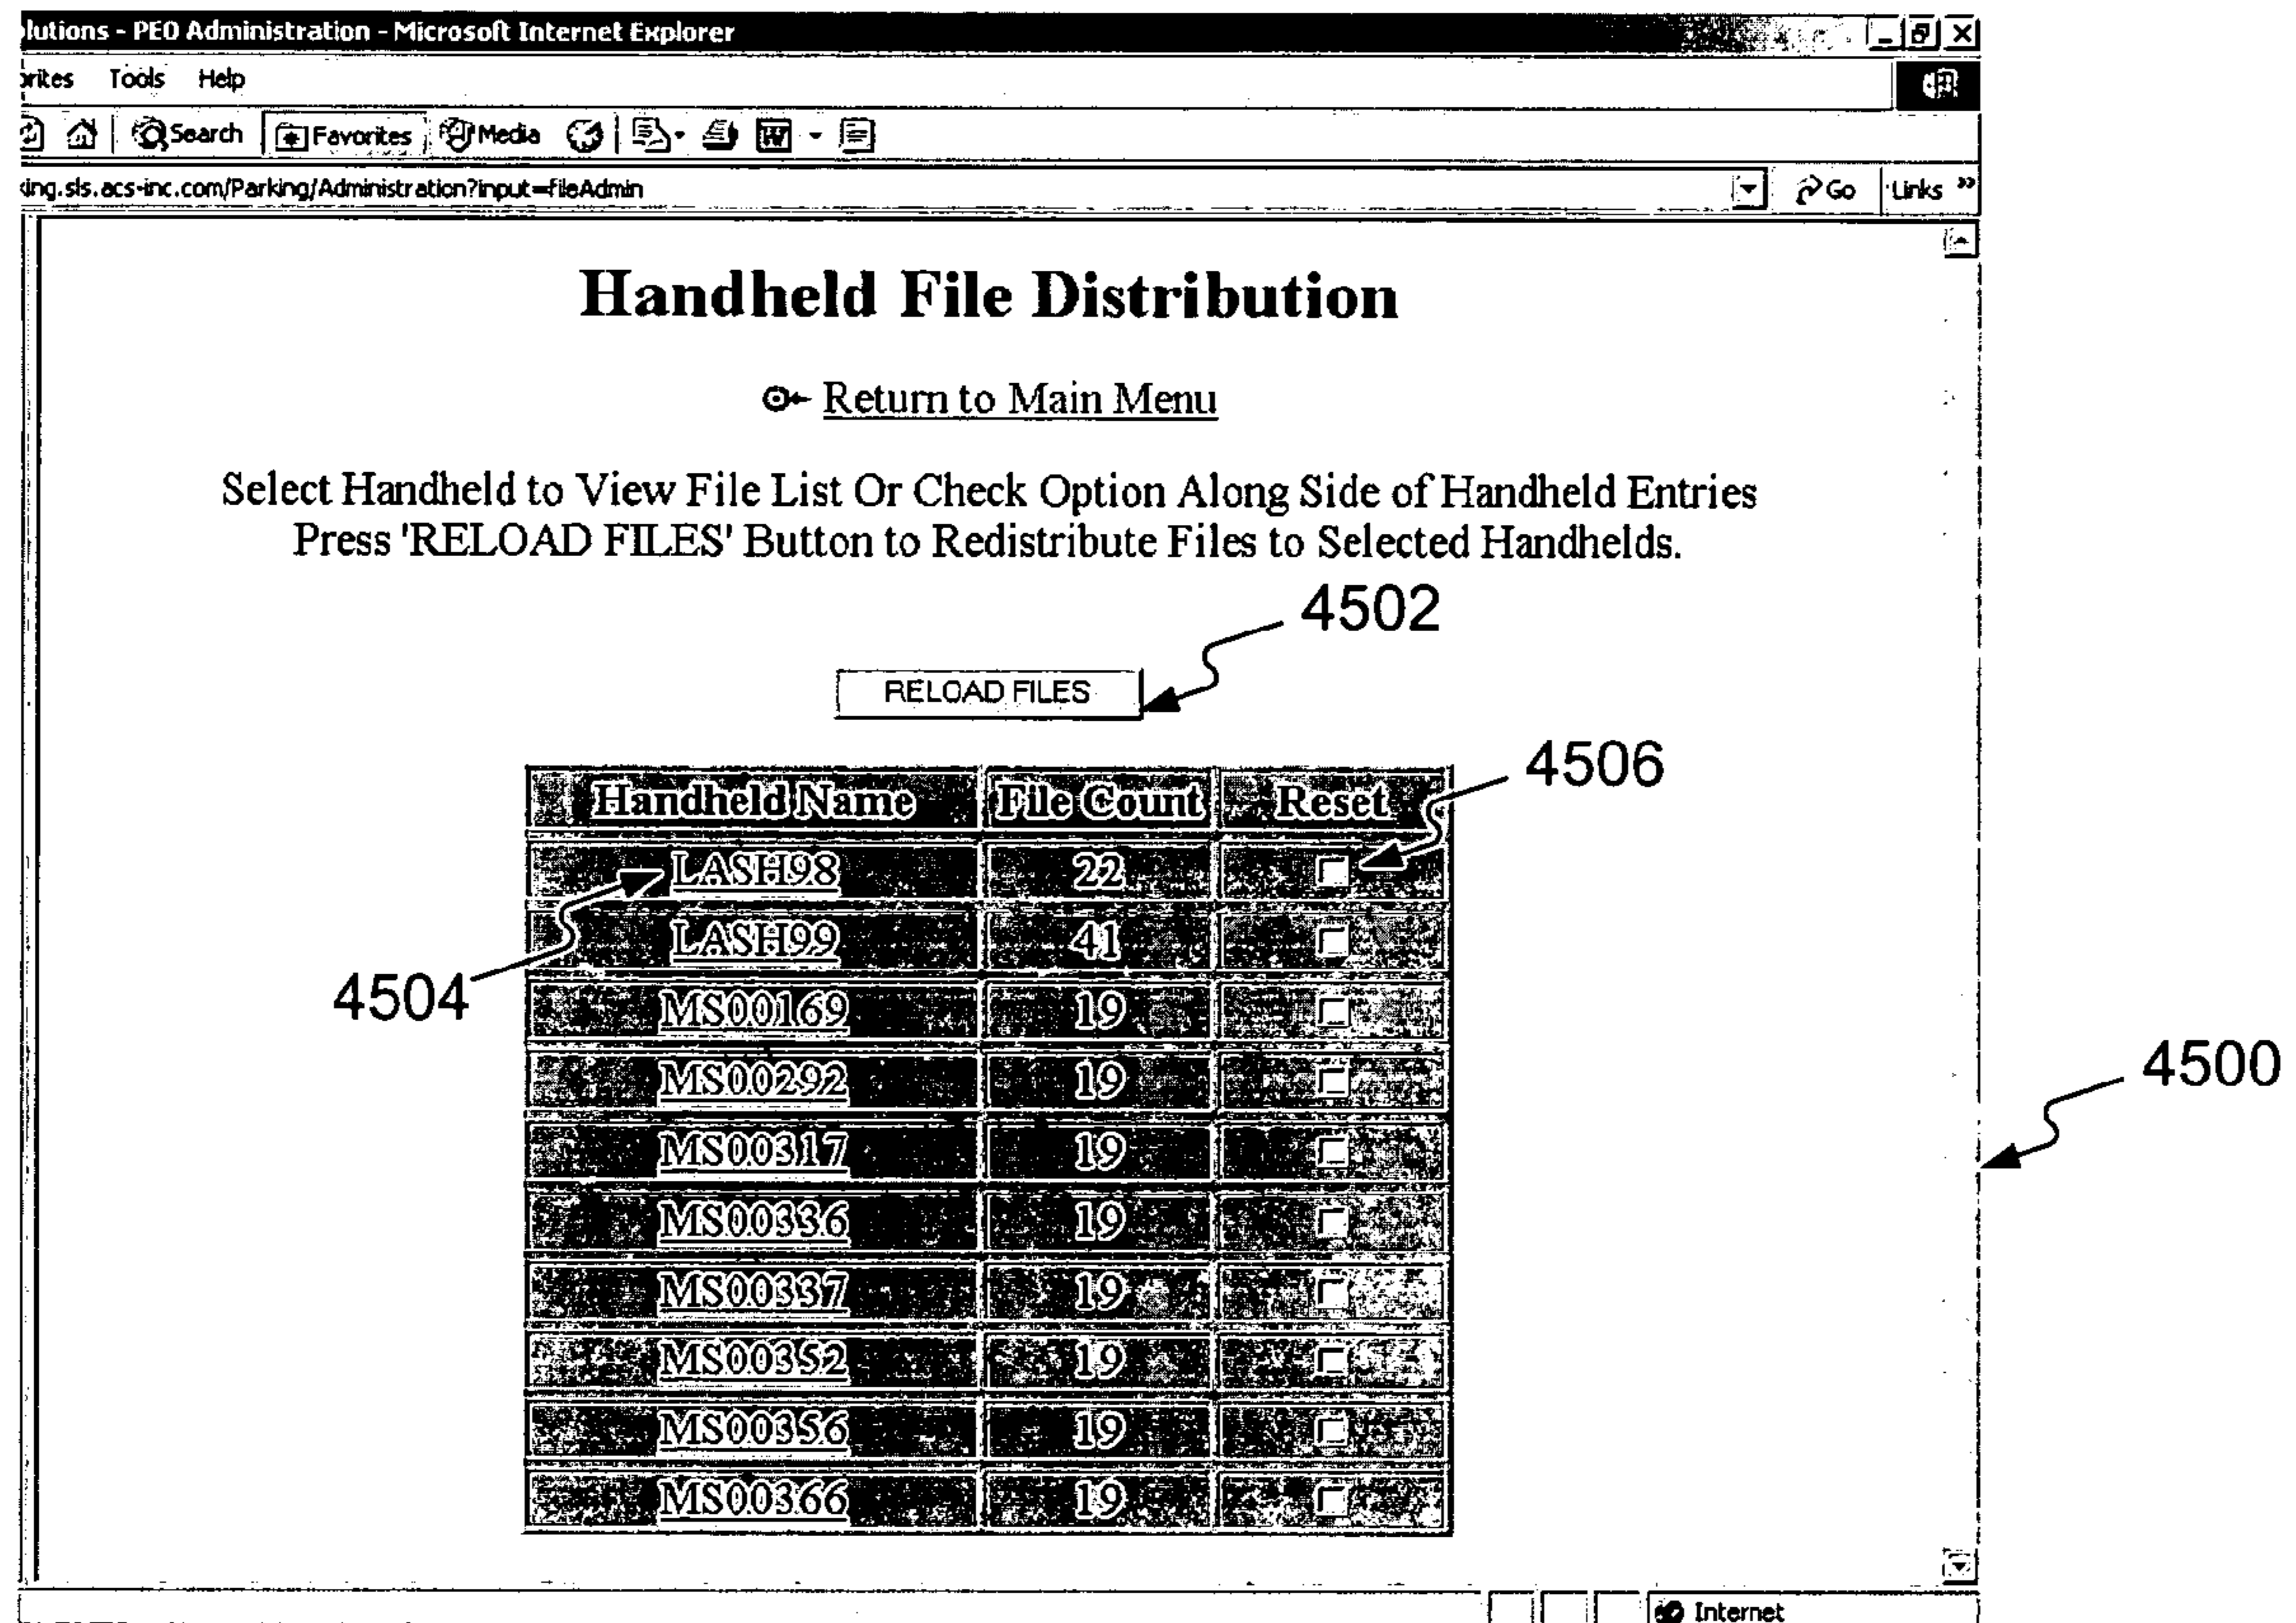 lutions - PEO Administration - Microsoft Internet Explorer
orites Tools Help
Search Favorites Media
king.sls.acs-inc.com/Parking/Administration?input=fileAdmin Go Links »
Handheld File Distribution
Return to Main Menu
Select Handheld to View File List Or Check Option Along Side of Handheld Entries
Press 'RELOAD FILES' Button to Redistribute Files to Selected Handhelds.
4502
RELOAD FILES
4506
Handheld Name File Count Reset
LASH98 22
LASH99 41
4504
MS00169 19
MS00292 19
4500
MS00317 19
MS00336 19
MS00337 19
MS00352 19
MS00356 19
MS00366 19
Internet